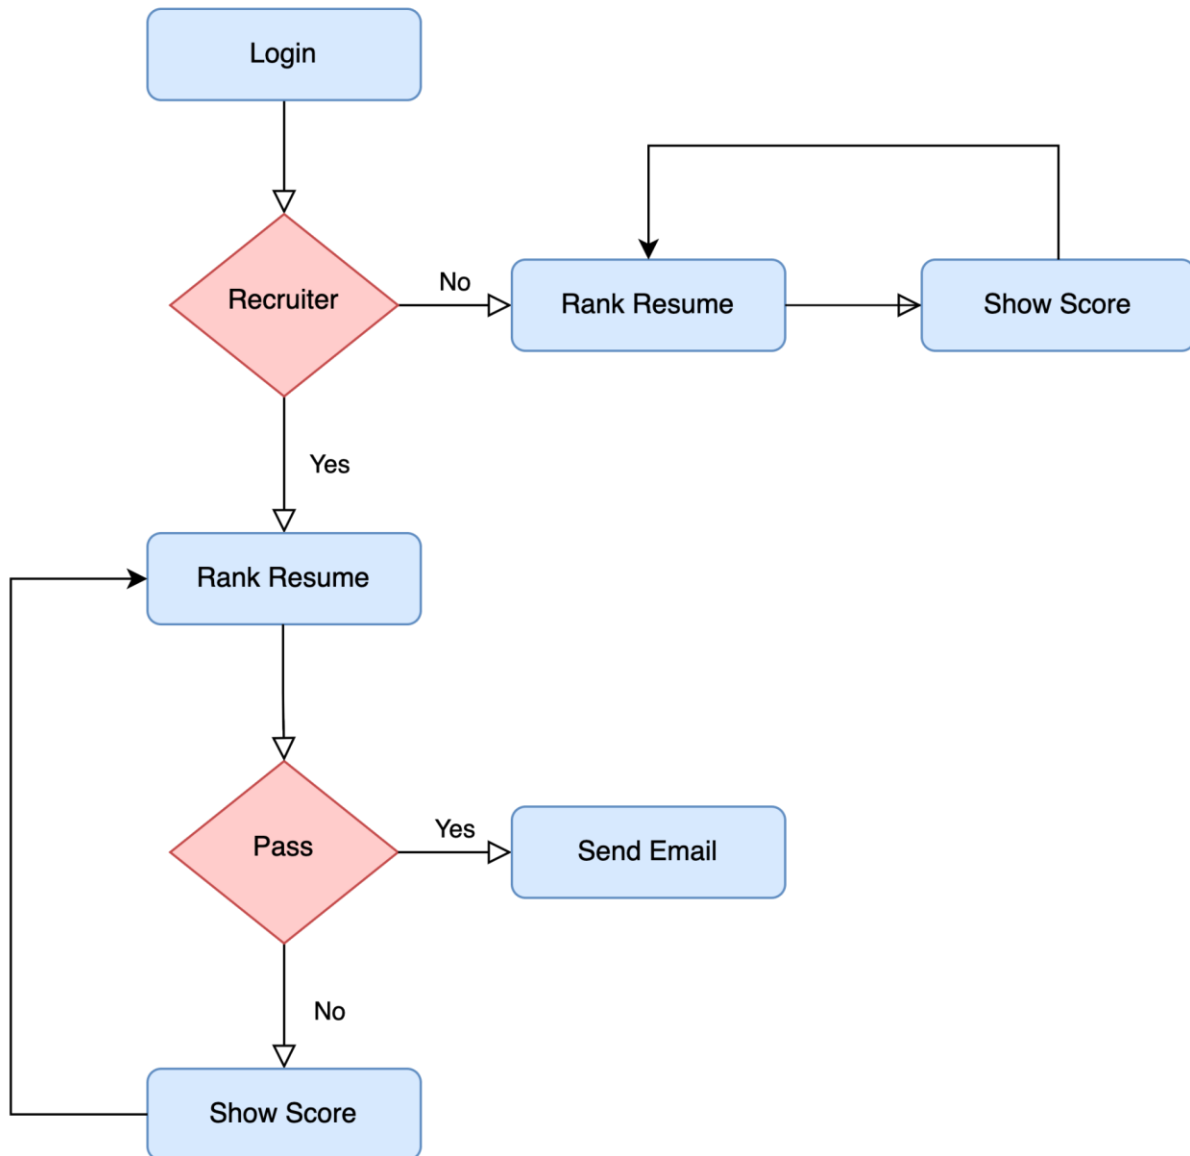 Login
Recruiter
No
Rank Resume
Show Score
Yes
Rank Resume
Pass
Yes
Send Email
No
Show Score